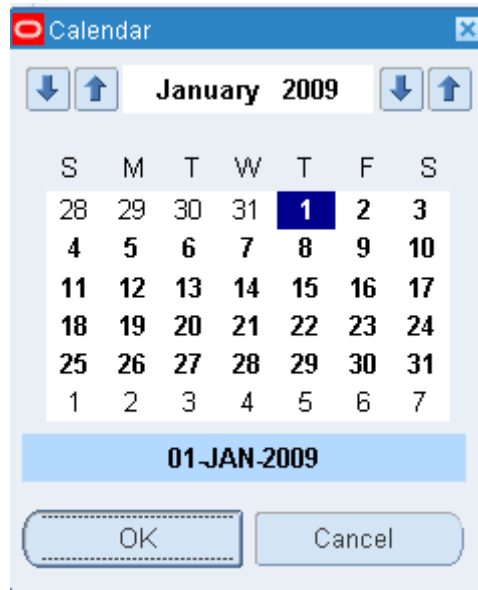 Calendar
January 2009
S M T W T F S
28 29 30 31 1 2 3
4 5 6 7 8 9 10
11 12 13 14 15 16 17
18 19 20 21 22 23 24
25 26 27 28 29 30 31
1 2 3 4 5 6 7
01-JAN-2009
OK Cancel